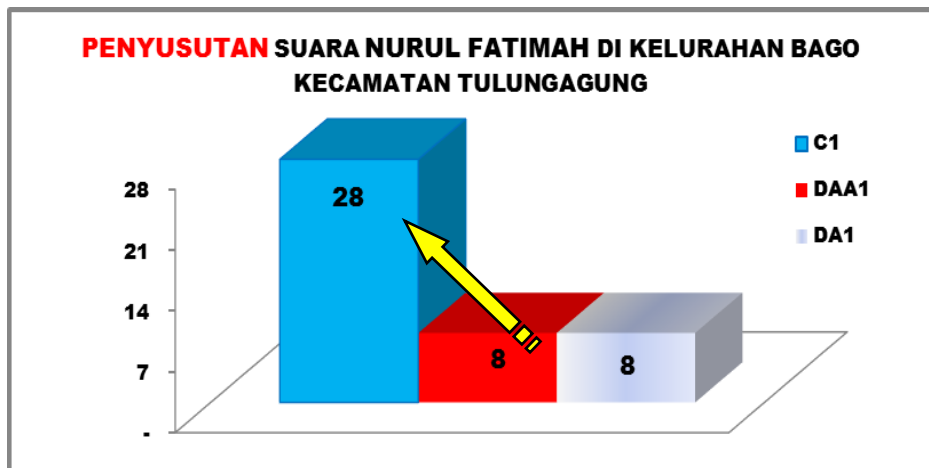 PENYUSUTAN SUARA NURUL FATIMAH DI KELURAHAN BAGO
KECAMATAN TULUNGAGUNG
C1
DAA1
DA1
28
21
14
7
-
28
8
8